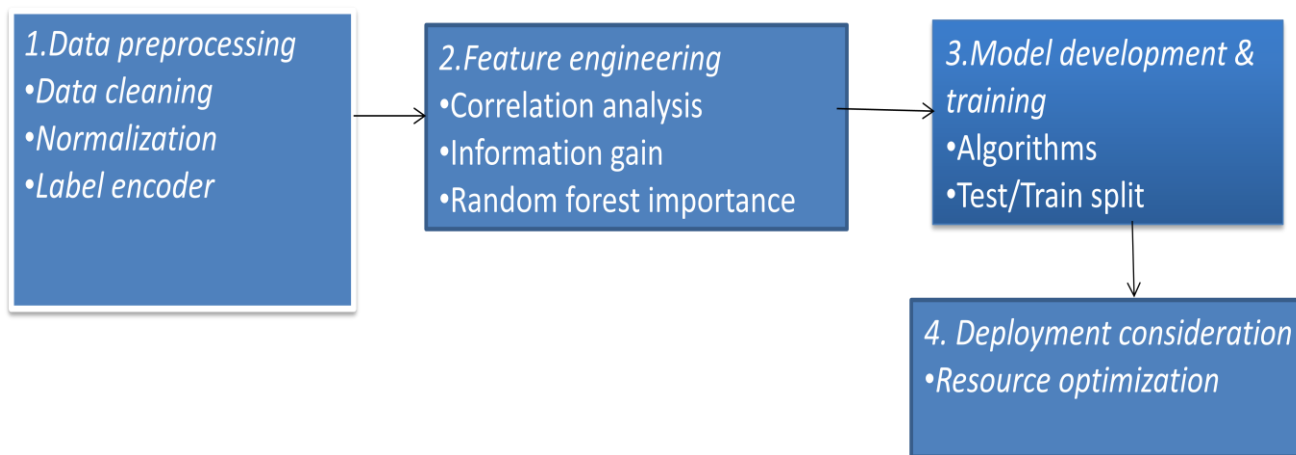 1.Data preprocessing
•Data cleaning
•Normalization
•Label encoder
2.Feature engineering
•Correlation analysis
•Information gain
•Random forest importance
3.Model development &
training
•Algorithms
•Test/Train split
4. Deployment consideration
•Resource optimization